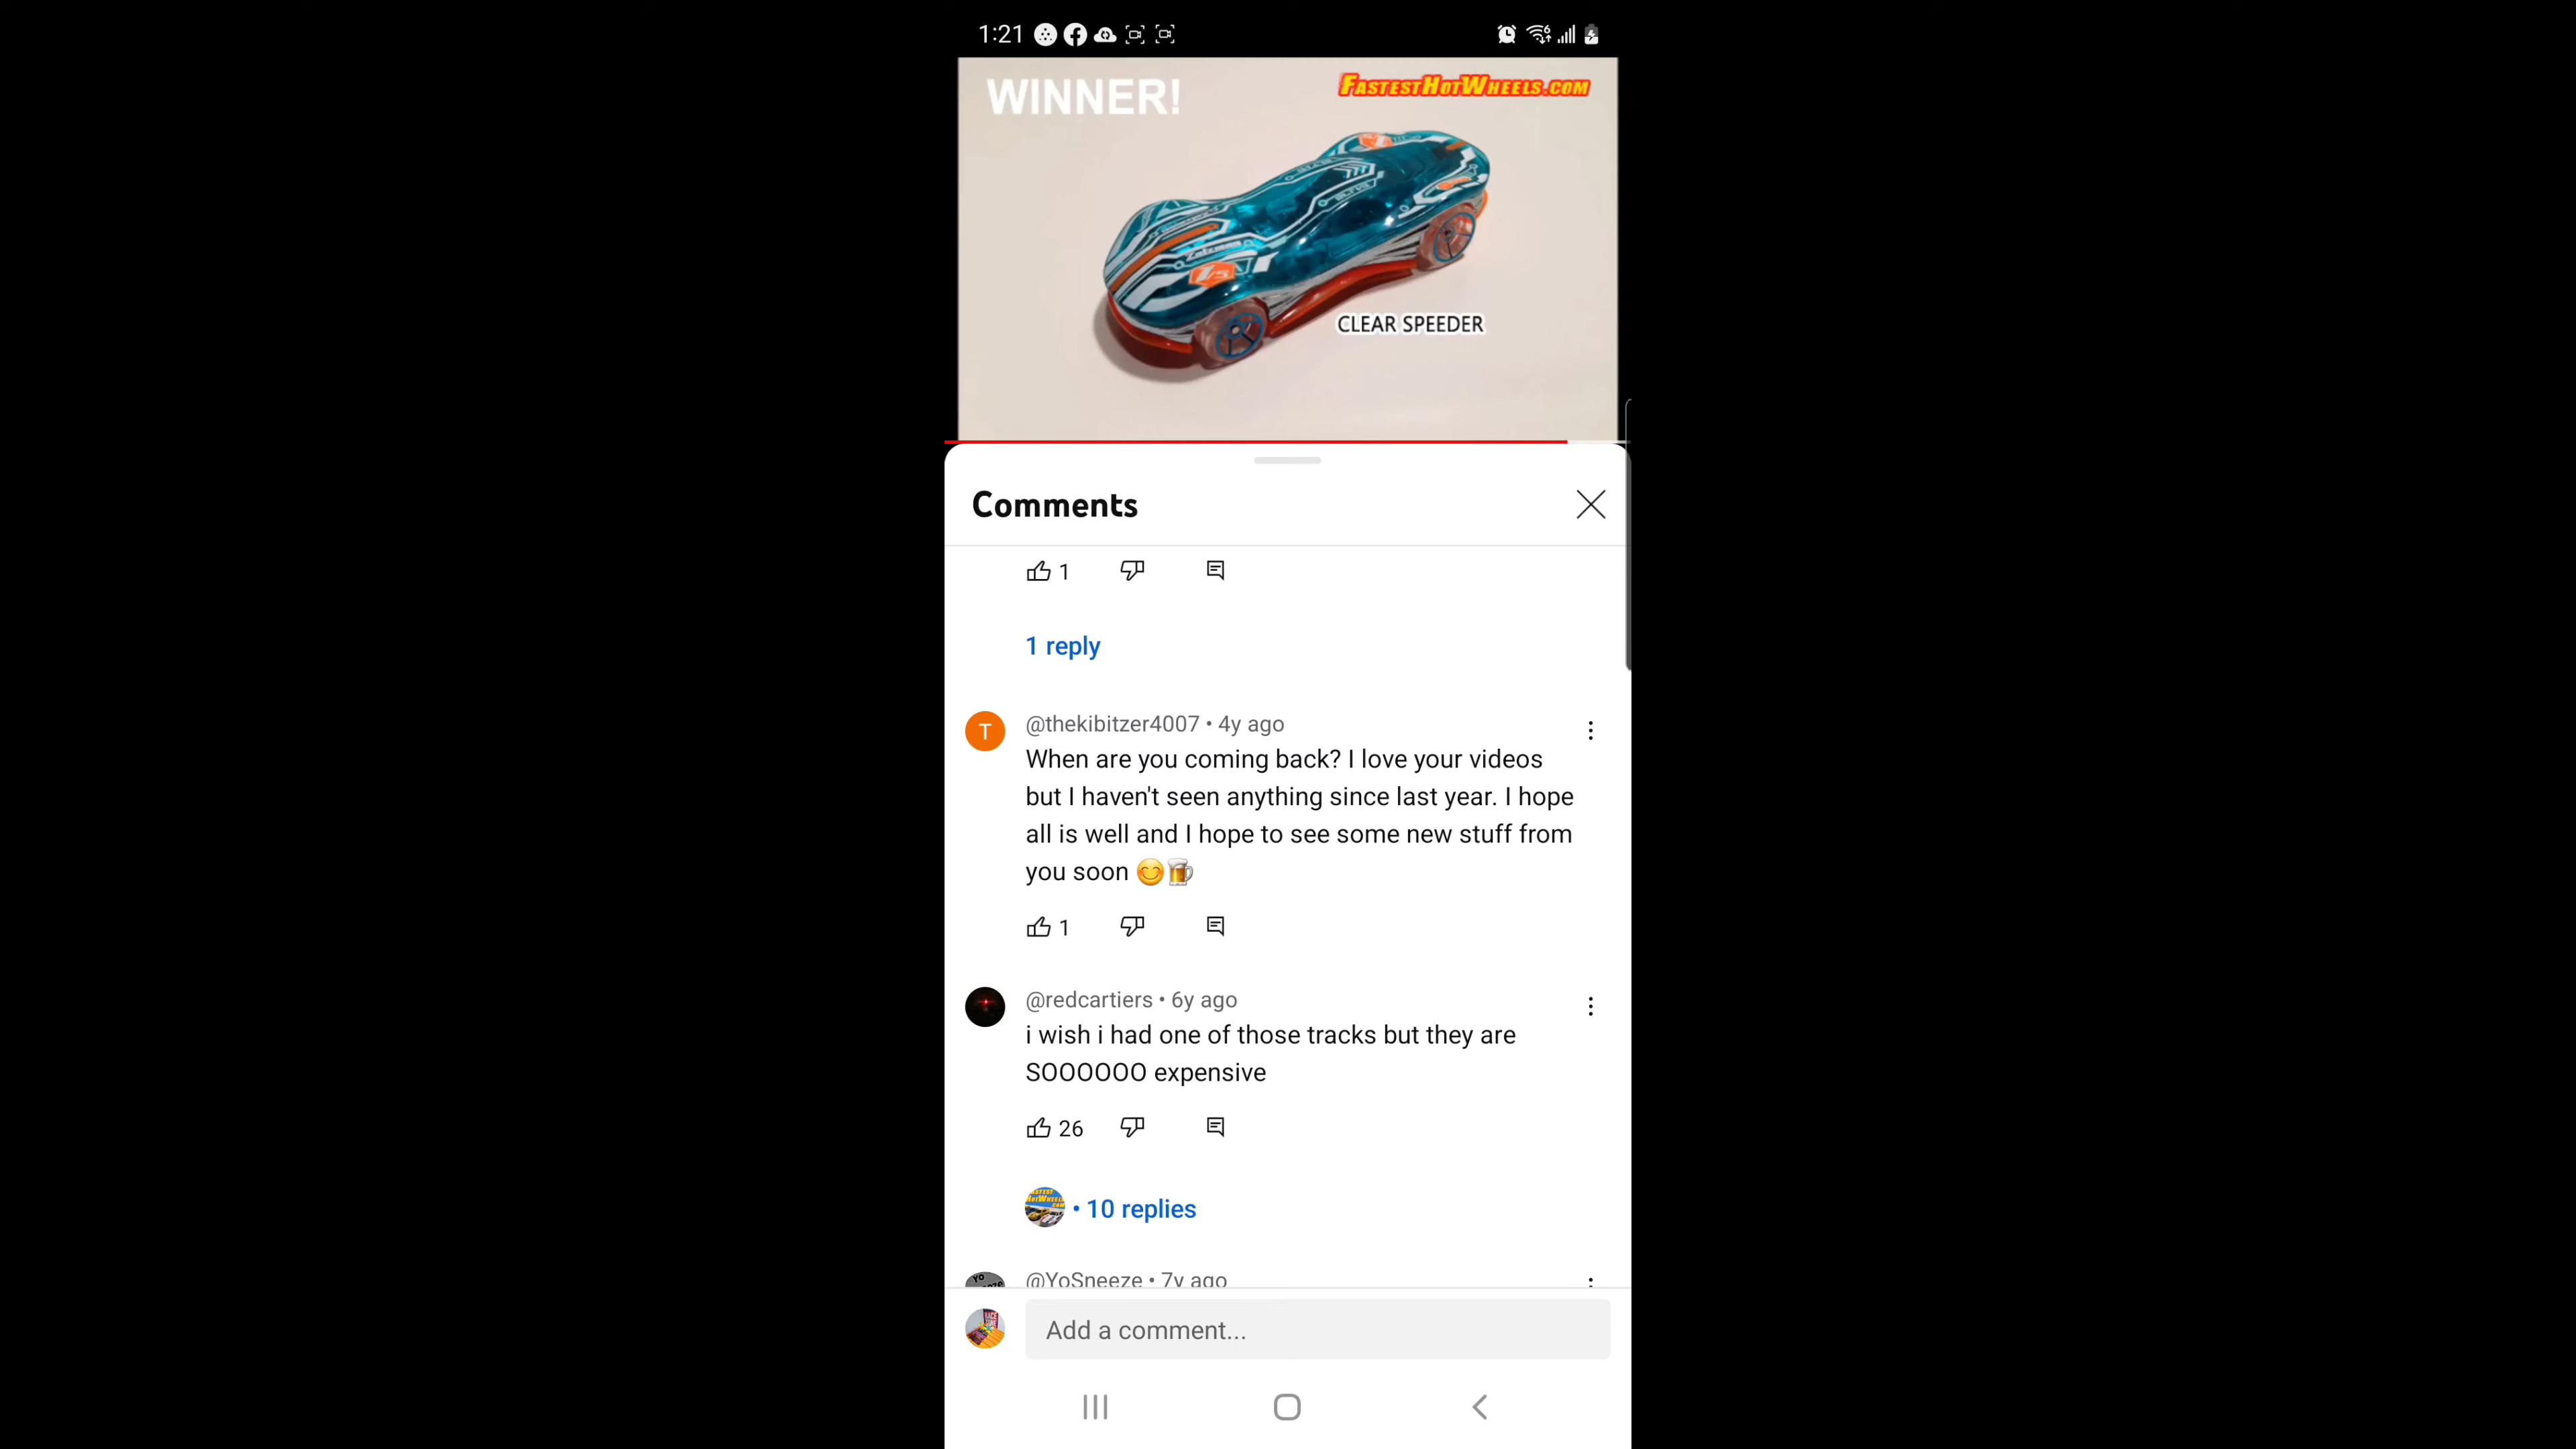 1:21
WINNER!
FASTESTHOTWHEELS.COM
CLEAR SPEEDER
Comments
1
1 reply
T
@thekibitzer4007 • 4y ago
When are you coming back? I love your videos
but I haven't seen anything since last year. I hope
all is well and I hope to see some new stuff from
you soon 😊🍺
1
@redcartiers • 6y ago
i wish i had one of those tracks but they are
SOOOOOO expensive
26
• 10 replies
@YoSneeze • 7y ago
Add a comment...